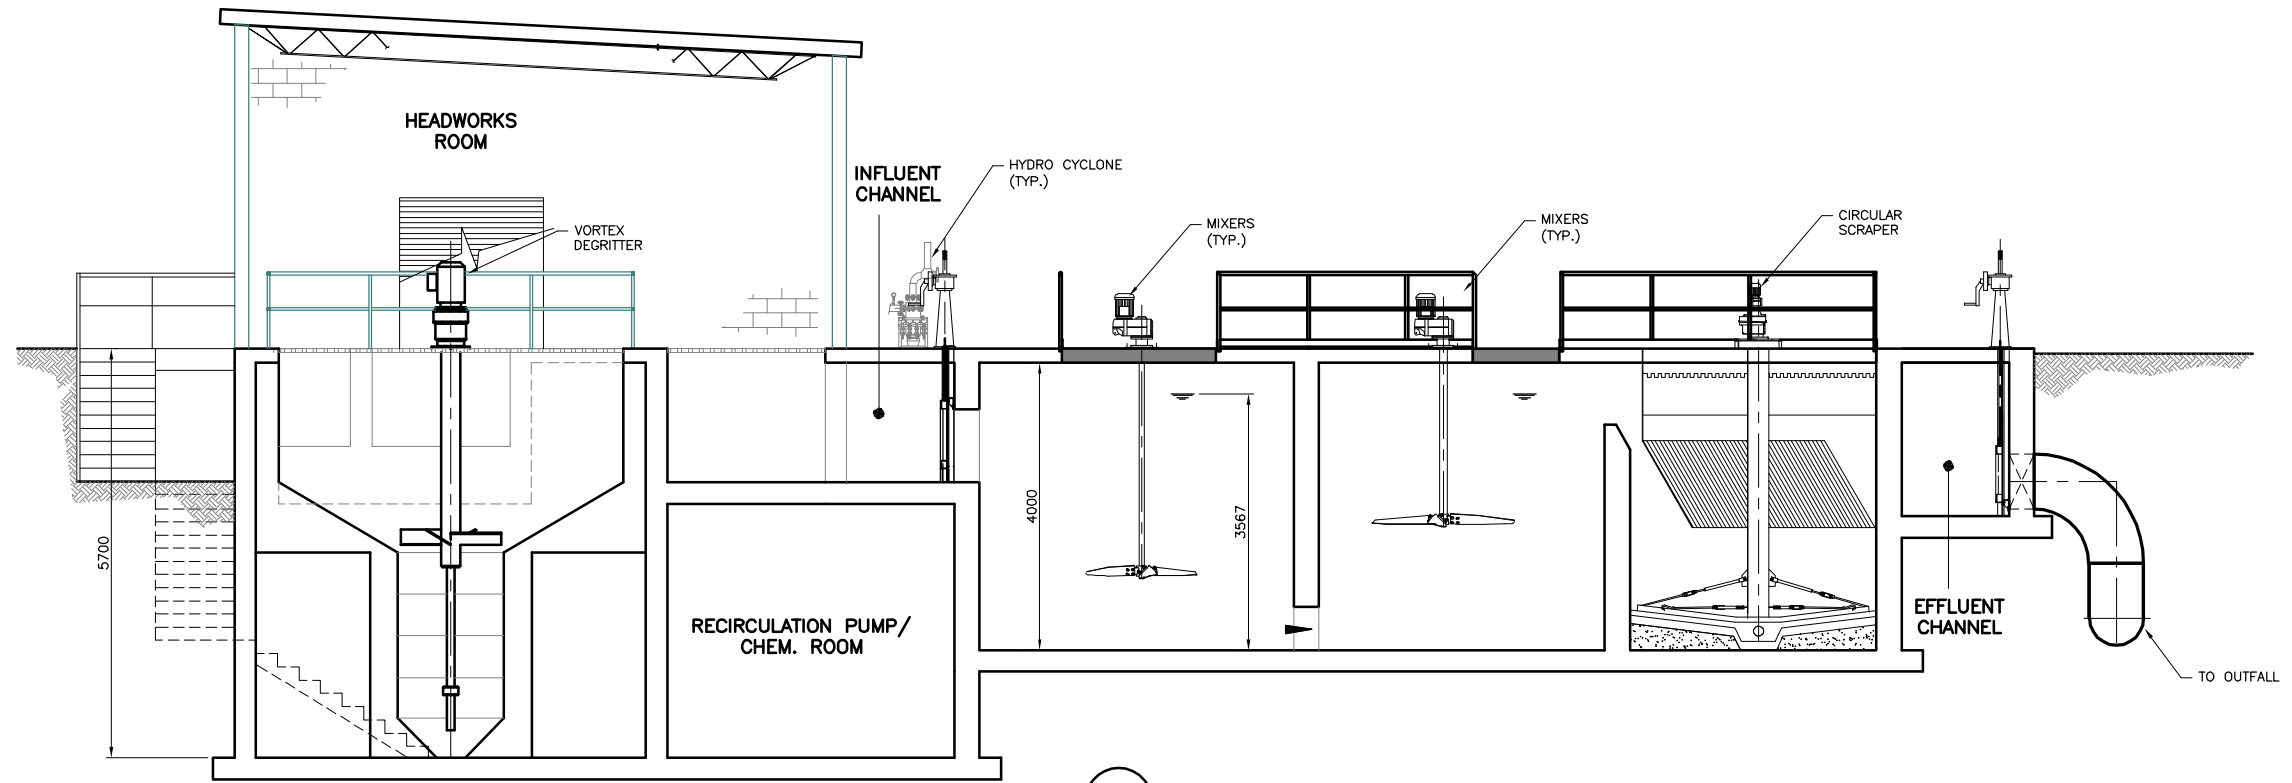 HEADWORKS
ROOM
INFLUENT
CHANNEL
HYDRO CYCLONE
(TYP.)
VORTEX
DEGRITTER
MIXERS
(TYP.)
MIXERS
(TYP.)
CIRCULAR
SCRAPER
5700
4000
3567
RECIRCULATION PUMP/
CHEM. ROOM
EFFLUENT
CHANNEL
TO OUTFALL